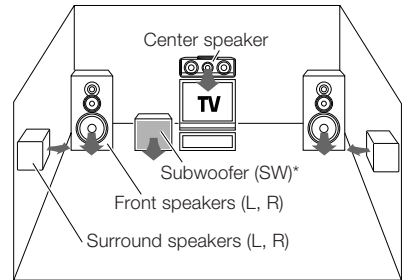 Center speaker
TV
Subwoofer (SW)*
Front speakers (L, R)
Surround speakers (L, R)